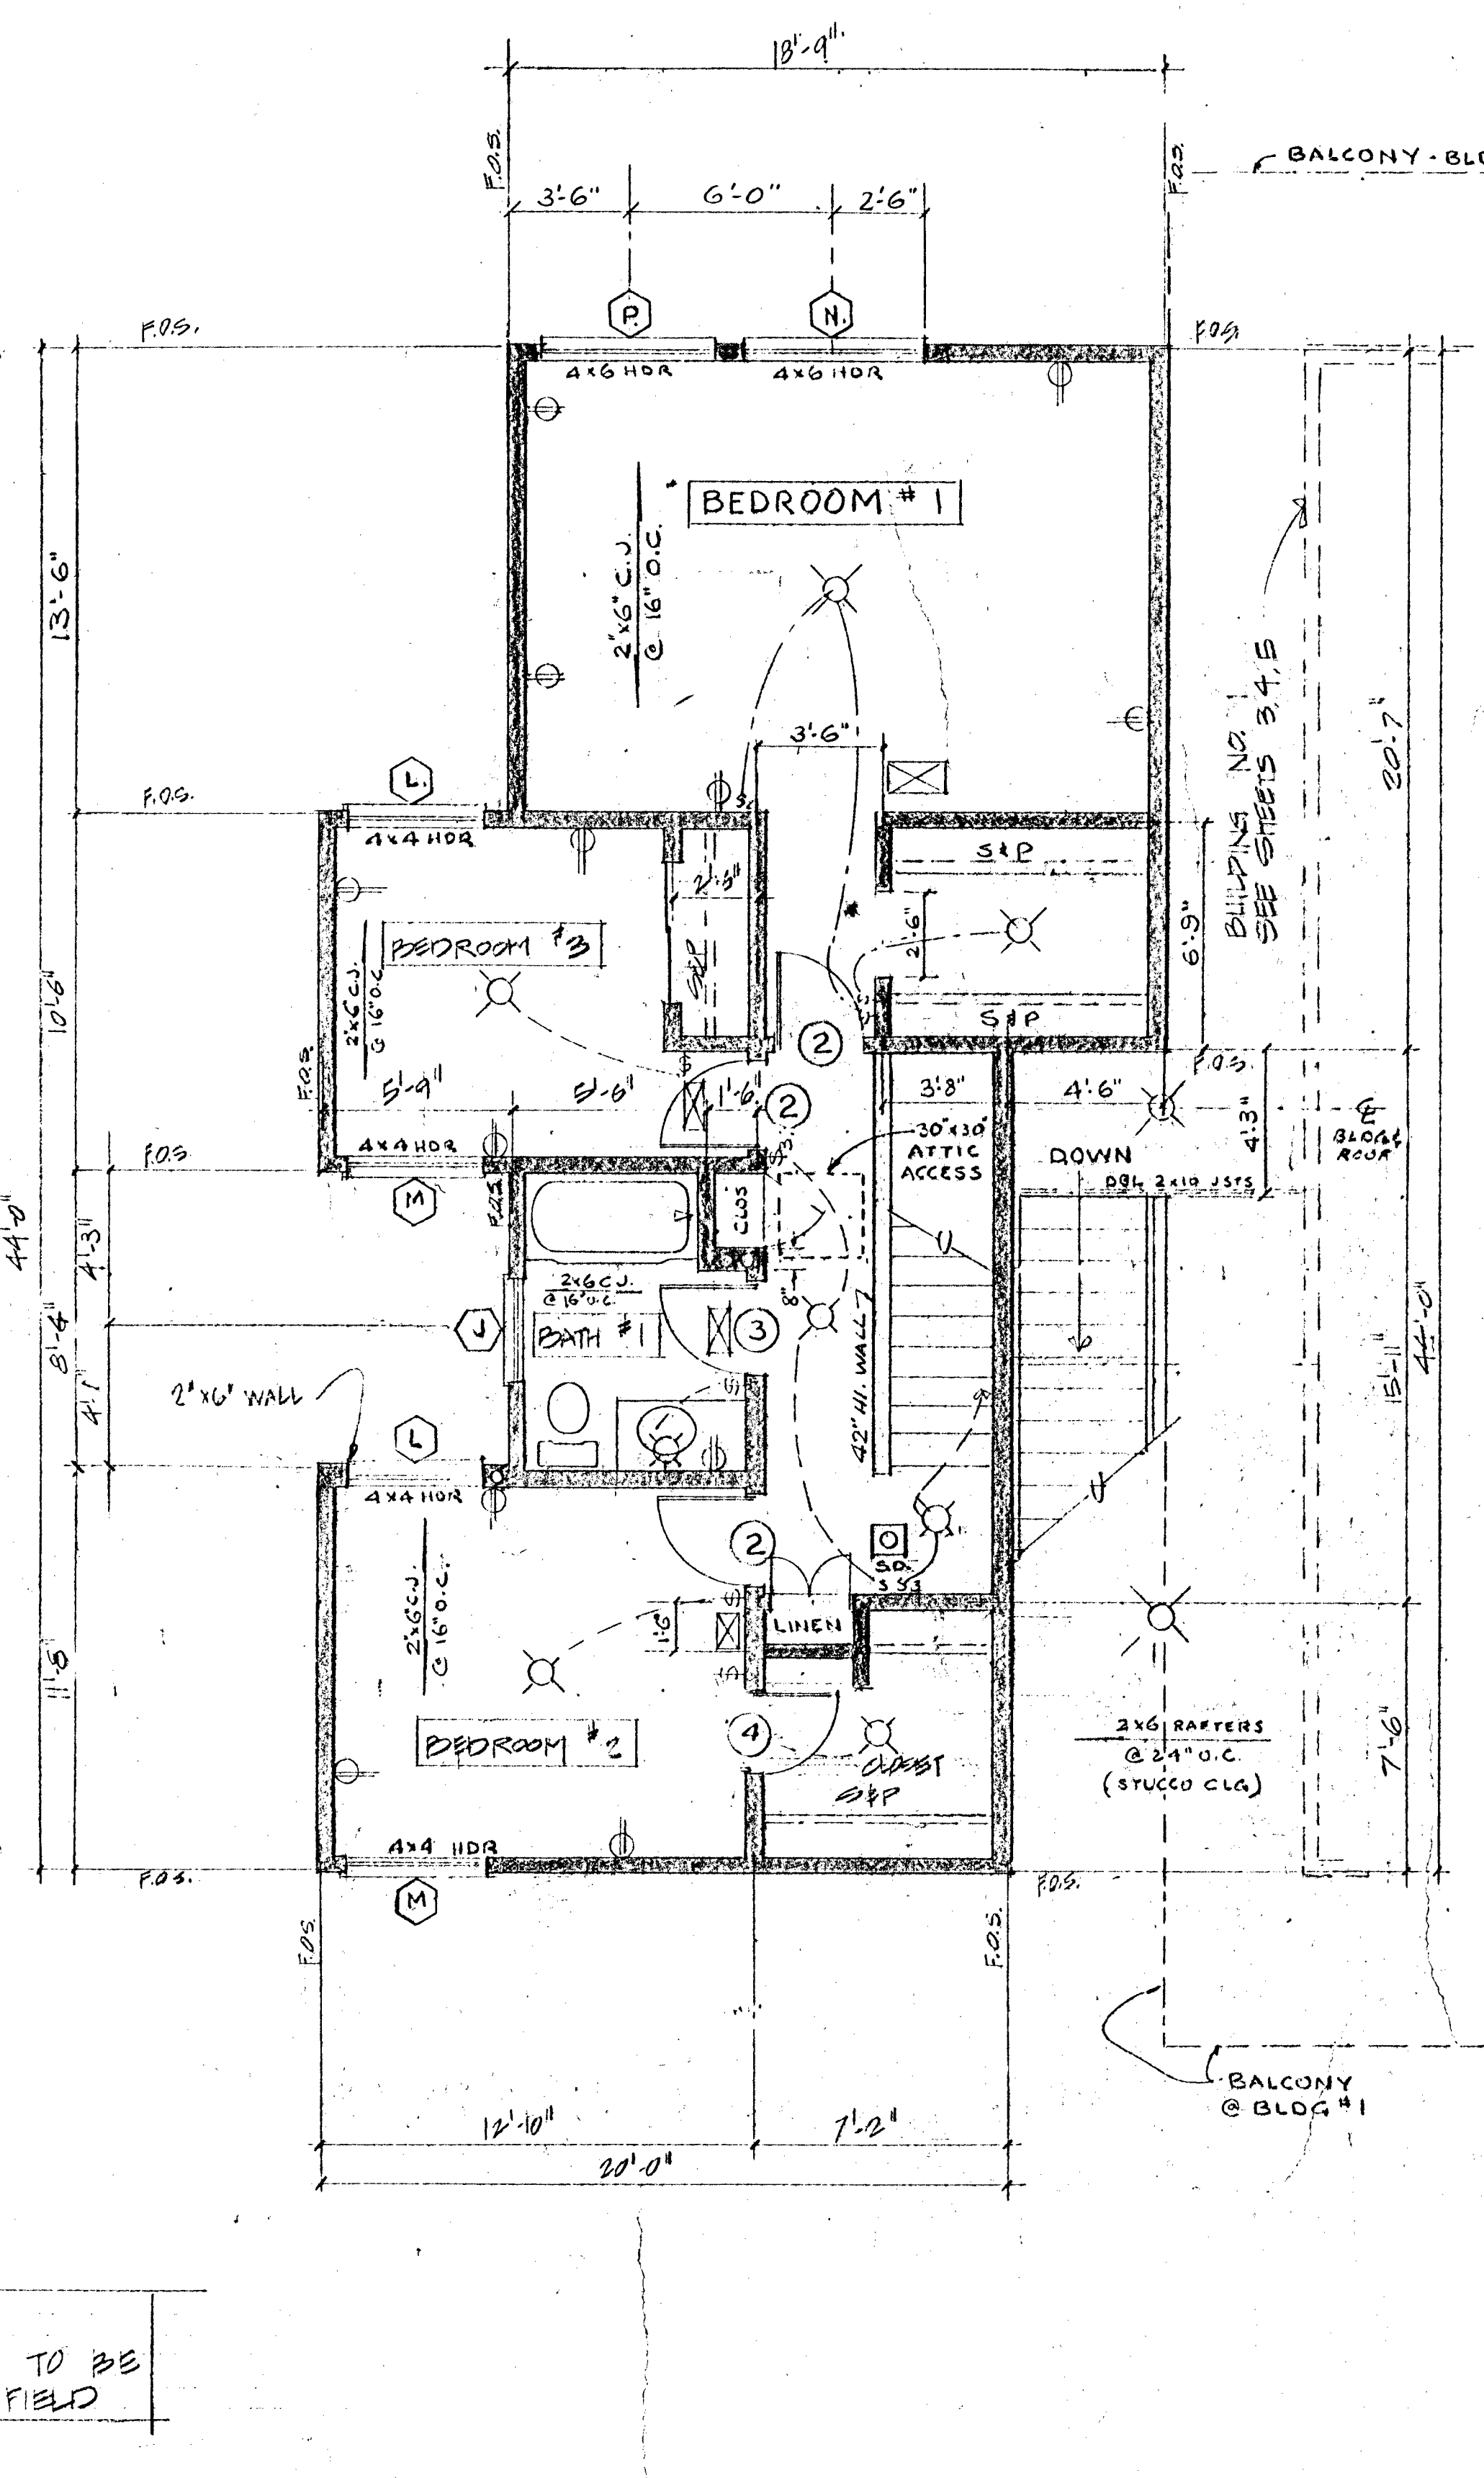 18'-9"
F.O.S.
F.O.S.
BALCONY - BL
3'-6"
6'-0"
2'-6"
P.
N.
F.O.S.
F.O.S.
4x6 HDR
4x6 HDR
BEDROOM #1
2"x6" C.J.
@ 16" O.C.
13'-6"
3'-6"
BUILDING NO. 1
SEE SHEETS 3,4,5
20'-7"
L.
F.O.S.
4x4 HDR
S&P
2'-5"
BEDROOM #3
S&P
2'-6"
6'-9"
2"x6" C.J.
@ 16" O.C.
10'-6"
S&P
2
F.O.S.
F.O.S.
5'-9"
5'-6"
1'-6"
2
3'-8"
4'-6"
4'-3"
30"x30"
ATTIC
ACCESS
℄
BLDG &
ROOF
4x4 HDR
F.O.S.
DOWN
DBL 2x10 JSTS
M
F.O.S.
CLOS
U
44'-0"
4'-3"
2x6 C.J.
@ 16" O.C.
8"
BATH #1
3
J
42" HI. WALL
8'-4"
4'-1"
15'-11"
44'-0"
2"x6" WALL
L
4x4 HDR
U
2
S.D.
LINEN
2"x6" C.J.
@ 16" O.C.
1'-6"
11'-8"
BEDROOM #2
4
CLOSET
S&P
2x6 RAFTERS
@ 24" O.C.
(STUCCO CLG)
7'-6"
4x4 HDR
F.O.S.
F.O.S.
M
F.O.S.
F.O.S.
BALCONY
@ BLDG #1
12'-10"
7'-2"
20'-0"
TO BE
FIELD